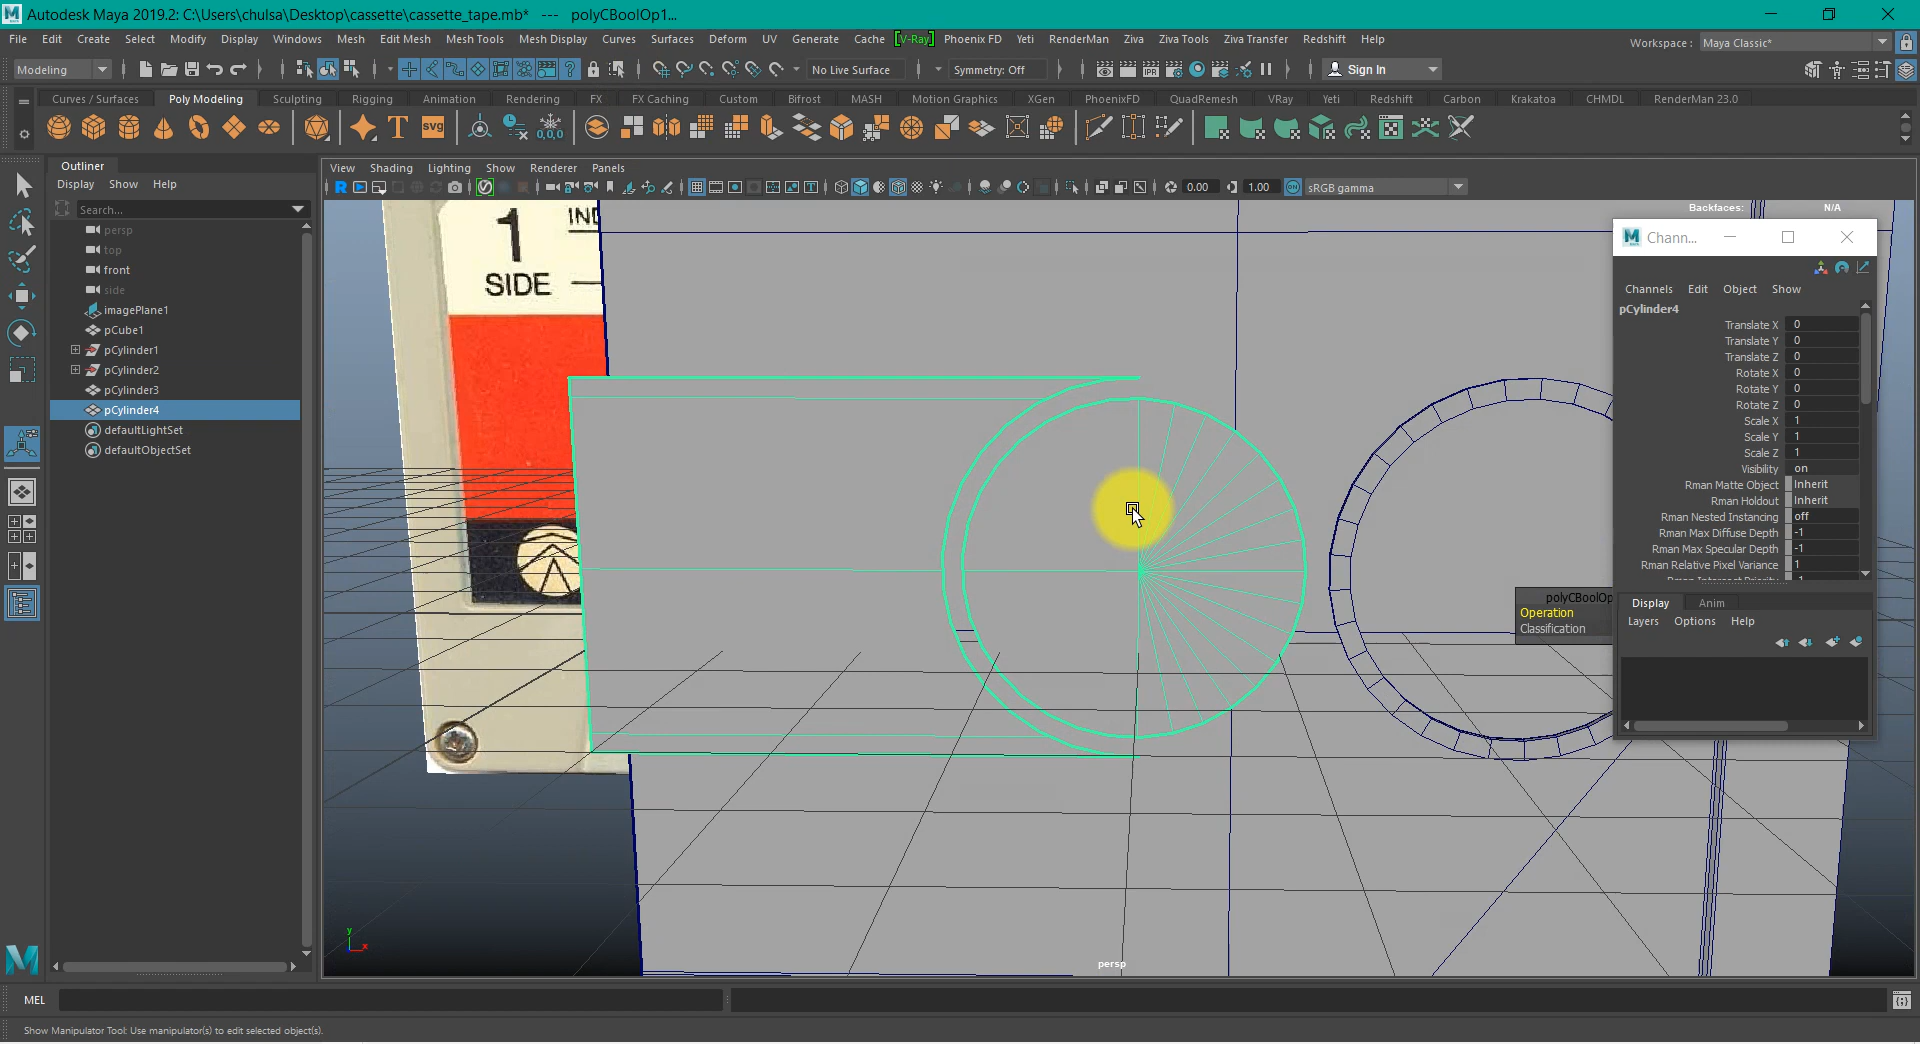 Autodesk Maya 2019.2: C:\Users\chulsa\Desktop\cassette\cassette_tape.mb*   ---   polyCBoolOp1...
File Edit Create Select Modify Display Windows Mesh Edit Mesh Mesh Tools Mesh Display Curves Surfaces Deform UV Generate Cache [V-Ray] Phoenix FD Yeti RenderMan Ziva Ziva Tools Ziva Transfer Redshift Help
Workspace : Maya Classic*
Modeling No Live Surface Symmetry: Off Sign In
Curves / Surfaces Poly Modeling Sculpting Rigging Animation Rendering FX FX Caching Custom Bifrost MASH Motion Graphics XGen PhoenixFD QuadRemesh VRay Yeti Redshift Carbon Krakatoa CHMDL RenderMan 23.0
SVG
0,0,0
Outliner
Display Show Help
Search...
persp
top
front
side
imagePlane1
pCube1
pCylinder1
pCylinder2
pCylinder3
pCylinder4
defaultLightSet
defaultObjectSet
View Shading Lighting Show Renderer Panels
0.00 1.00 sRGB gamma
Backfaces: N/A
1 IND
SIDE
Chann...
Channels Edit Object Show
pCylinder4
Translate X 0
Translate Y 0
Translate Z 0
Rotate X 0
Rotate Y 0
Rotate Z 0
Scale X 1
Scale Y 1
Scale Z 1
Visibility on
Rman Matte Object Inherit
Rman Holdout Inherit
Rman Nested Instancing off
Rman Max Diffuse Depth -1
Rman Max Specular Depth -1
Rman Relative Pixel Variance 1
polyCBoolOp
Operation
Classification
Display Anim
Layers Options Help
y
x
persp
MEL
Show Manipulator Tool: Use manipulator(s) to edit selected object(s).